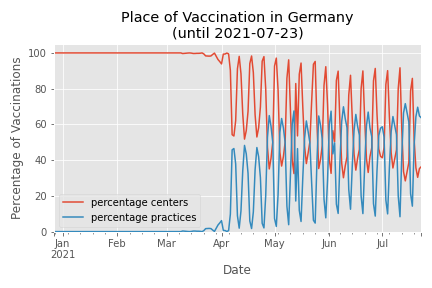 Place of Vaccination in Germany
(until 2021-07-23)
Percentage of Vaccinations
100
80
60
40
20
0
percentage centers
percentage practices
Jan Feb Mar Apr May Jun Jul
2021
Date